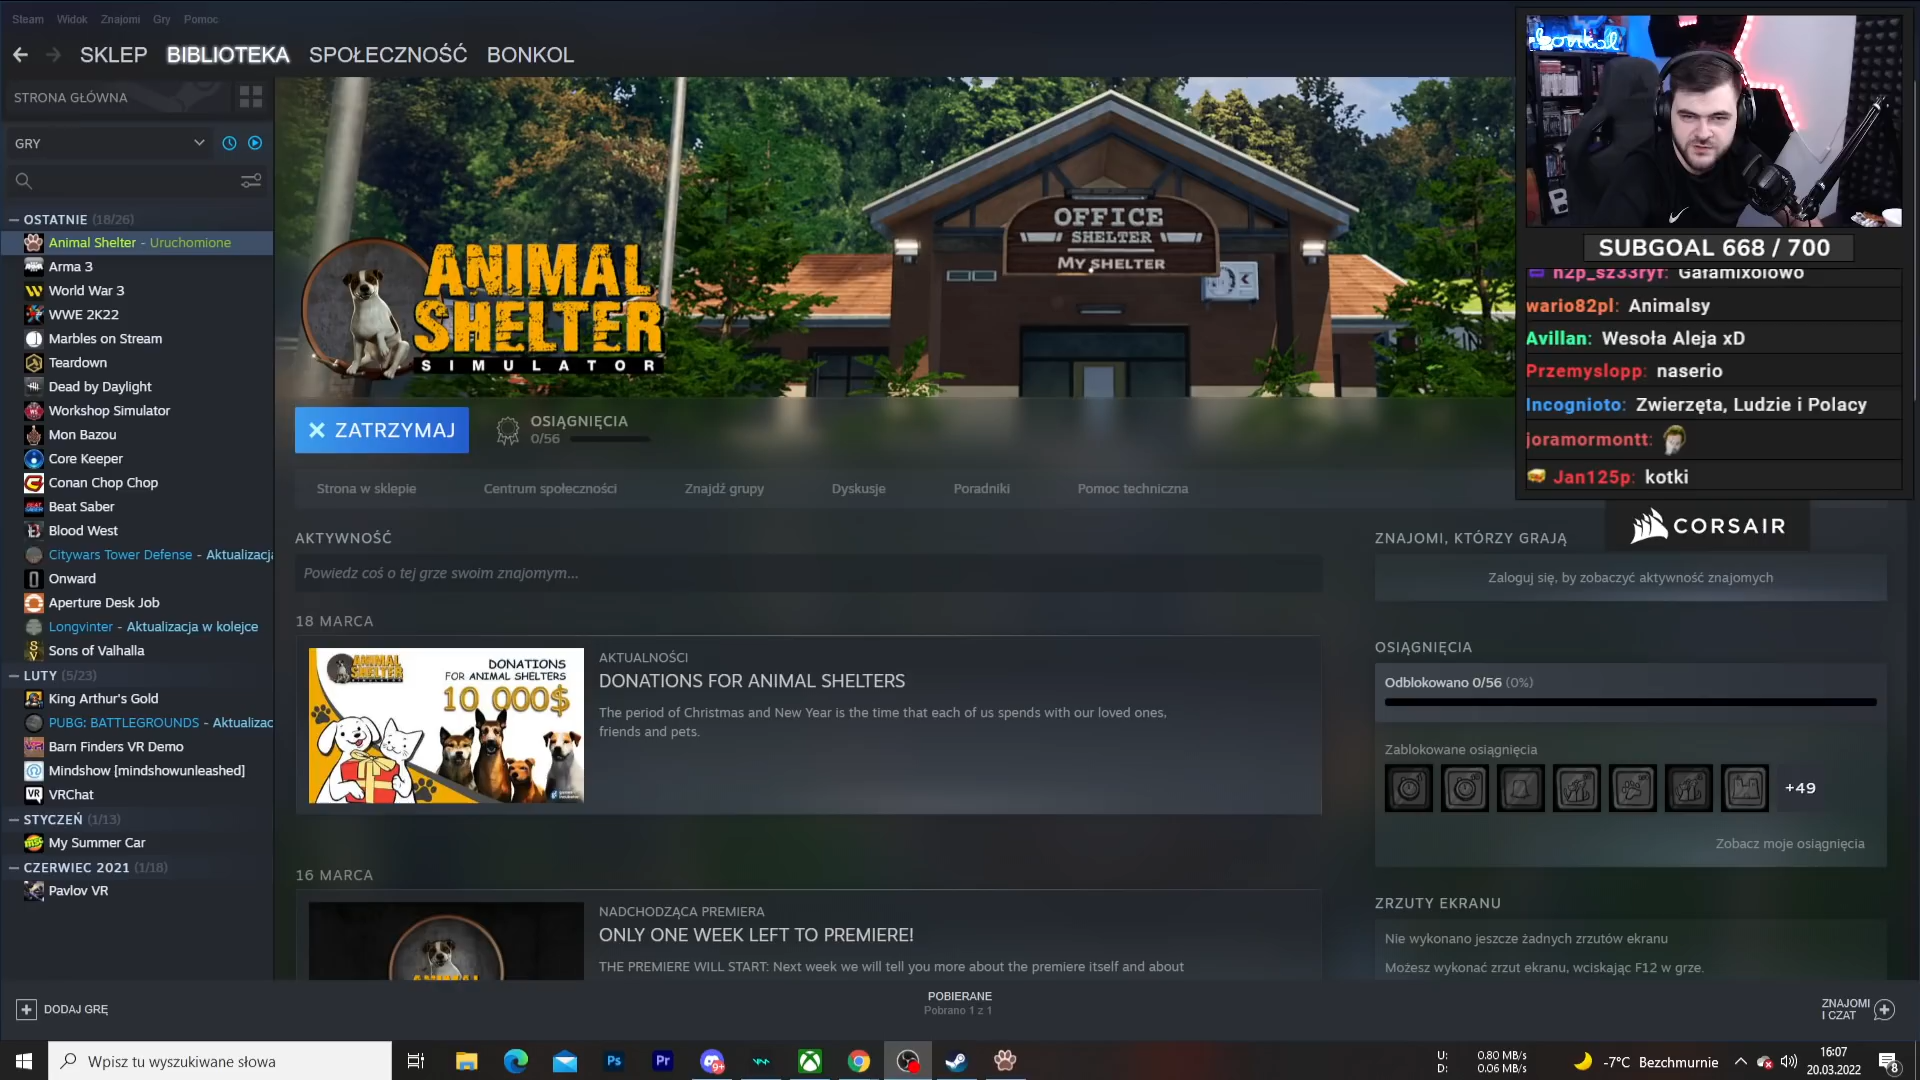 Steam Widok Znajomi Gry Pomoc
SKLEP BIBLIOTEKA SPOŁECZNOŚĆ BONKOL
STRONA GŁÓWNA
GRY
OSTATNIE (18/26)
Animal Shelter - Uruchomione
Arma 3
World War 3
WWE 2K22
Marbles on Stream
Teardown
Dead by Daylight
Workshop Simulator
Mon Bazou
Core Keeper
Conan Chop Chop
Beat Saber
Blood West
Citywars Tower Defense - Aktualizacja
Onward
Aperture Desk Job
Longvinter - Aktualizacja w kolejce
Sons of Valhalla
LUTY (5/23)
King Arthur's Gold
PUBG: BATTLEGROUNDS - Aktualizac
Barn Finders VR Demo
Mindshow [mindshowunleashed]
VRChat
STYCZEŃ (1/13)
My Summer Car
CZERWIEC 2021 (1/18)
Pavlov VR
DODAJ GRĘ
OFFICE
SHELTER
MY SHELTER
ANIMAL
SHELTER
SIMULATOR
ZATRZYMAJ
OSIĄGNIĘCIA
0/56
Strona w sklepie Centrum społeczności Znajdź grupy Dyskusje Poradniki Pomoc techniczna
AKTYWNOŚĆ
Powiedz coś o tej grze swoim znajomym...
18 MARCA
ANIMAL
SHELTER
DONATIONS
FOR ANIMAL SHELTERS
10 000$
AKTUALNOŚCI
DONATIONS FOR ANIMAL SHELTERS
The period of Christmas and New Year is the time that each of us spends with our loved ones,
friends and pets.
16 MARCA
ANIMAL
NADCHODZĄCA PREMIERA
ONLY ONE WEEK LEFT TO PREMIERE!
THE PREMIERE WILL START: Next week we will tell you more about the premiere itself and about
POBIERANE
Pobrano 1 z 1
bonkol
B
SUBGOAL 668 / 700
n2p_sz33ryf: Gałamixolowo
wario82pl: Animalsy
Avillan: Wesoła Aleja xD
Przemyslopp: naserio
Incognioto: Zwierzęta, Ludzie i Polacy
joramormontt:
Jan125p: kotki
CORSAIR
ZNAJOMI, KTÓRZY GRAJĄ
Zaloguj się, by zobaczyć aktywność znajomych
OSIĄGNIĘCIA
Odblokowano 0/56 (0%)
Zablokowane osiągnięcia
+49
Zobacz moje osiągnięcia
ZRZUTY EKRANU
Nie wykonano jeszcze żadnych zrzutów ekranu
Możesz wykonać zrzut ekranu, wciskając F12 w grze.
ZNAJOMI
I CZAT
Wpisz tu wyszukiwane słowa
Ps
Pr
9+
U: 0.80 MB/s
D: 0.06 MB/s
-7°C Bezchmurnie
16:07
20.03.2022
8